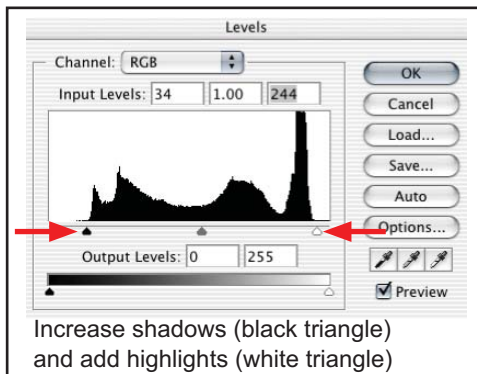 Levels
Channel: RGB
OK
Input Levels: 34 1.00 244
Cancel
Load...
Save...
Auto
Options...
Output Levels: 0 255
Preview
Increase shadows (black triangle)
and add highlights (white triangle)